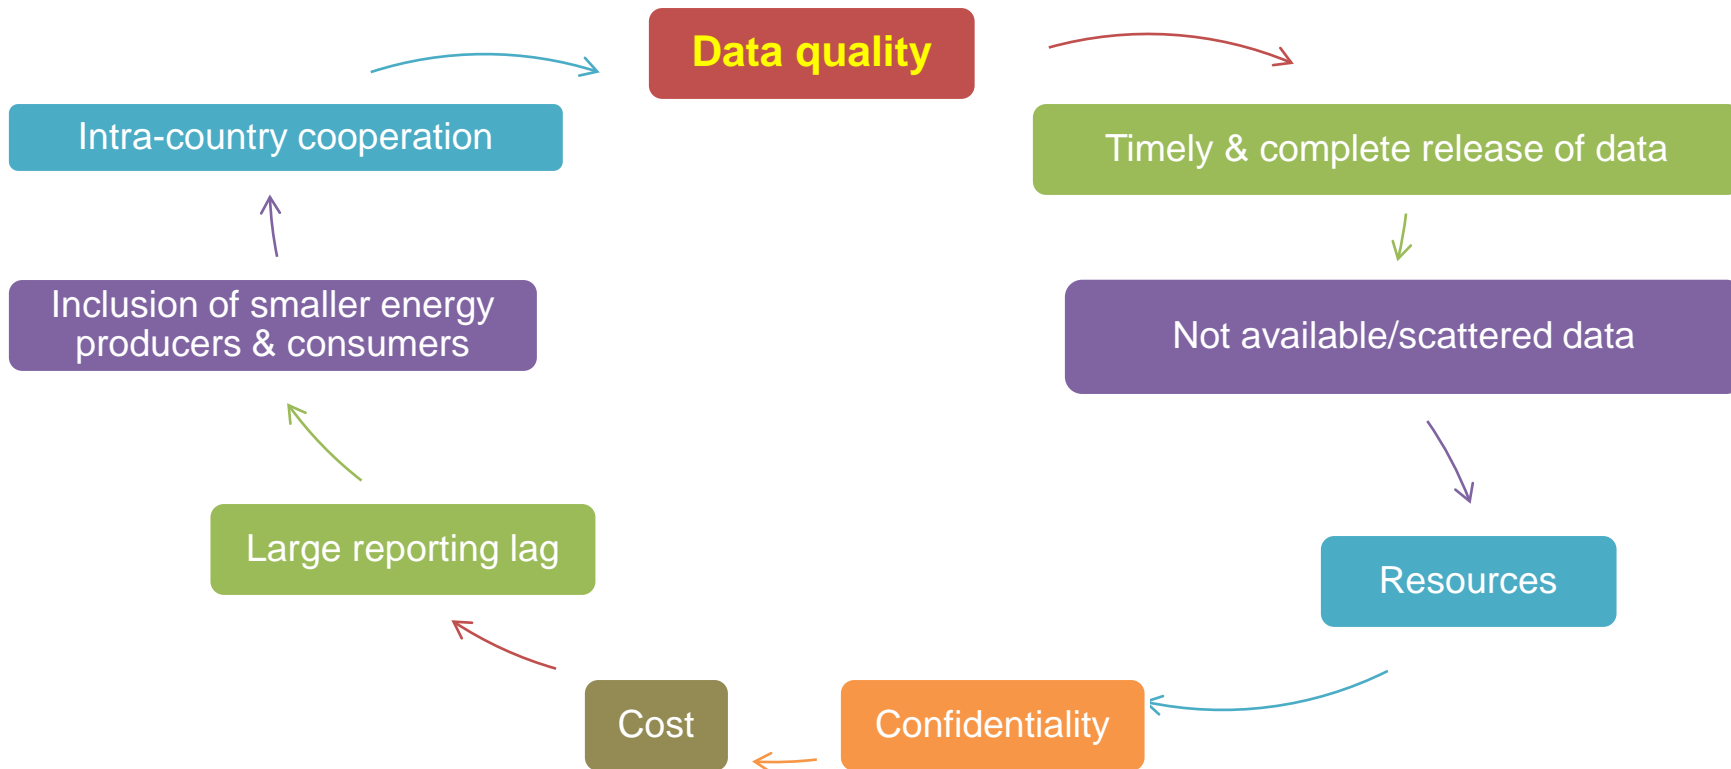 Data quality
Timely & complete release of data
Not available/scattered data
Resources
Confidentiality
Cost
Large reporting lag
Inclusion of smaller energy
producers & consumers
Intra-country cooperation